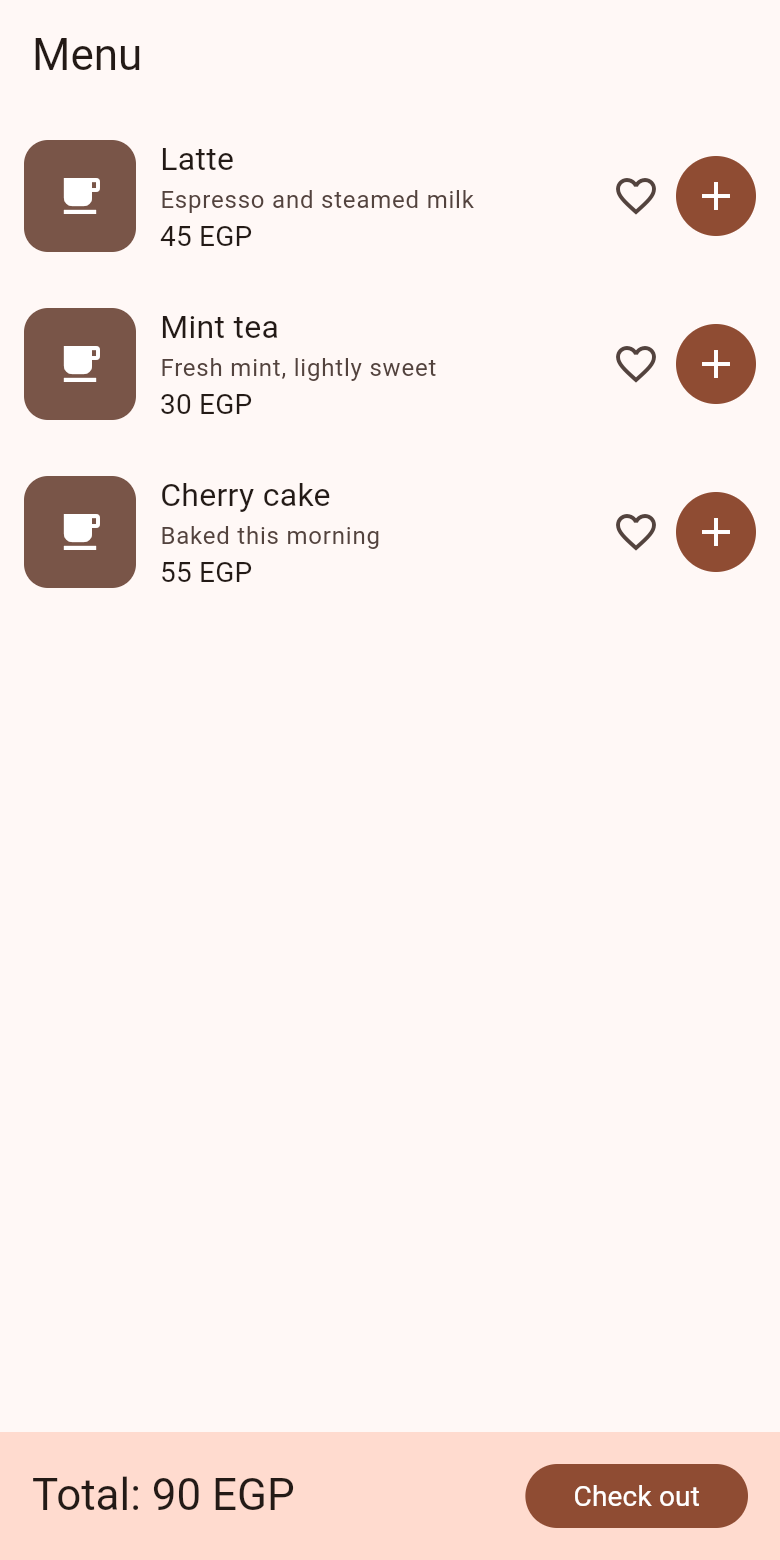 Menu
Latte
Espresso and steamed milk
45 EGP
Mint tea
Fresh mint, lightly sweet
30 EGP
Cherry cake
Baked this morning
55 EGP
Total: 90 EGP
Check out